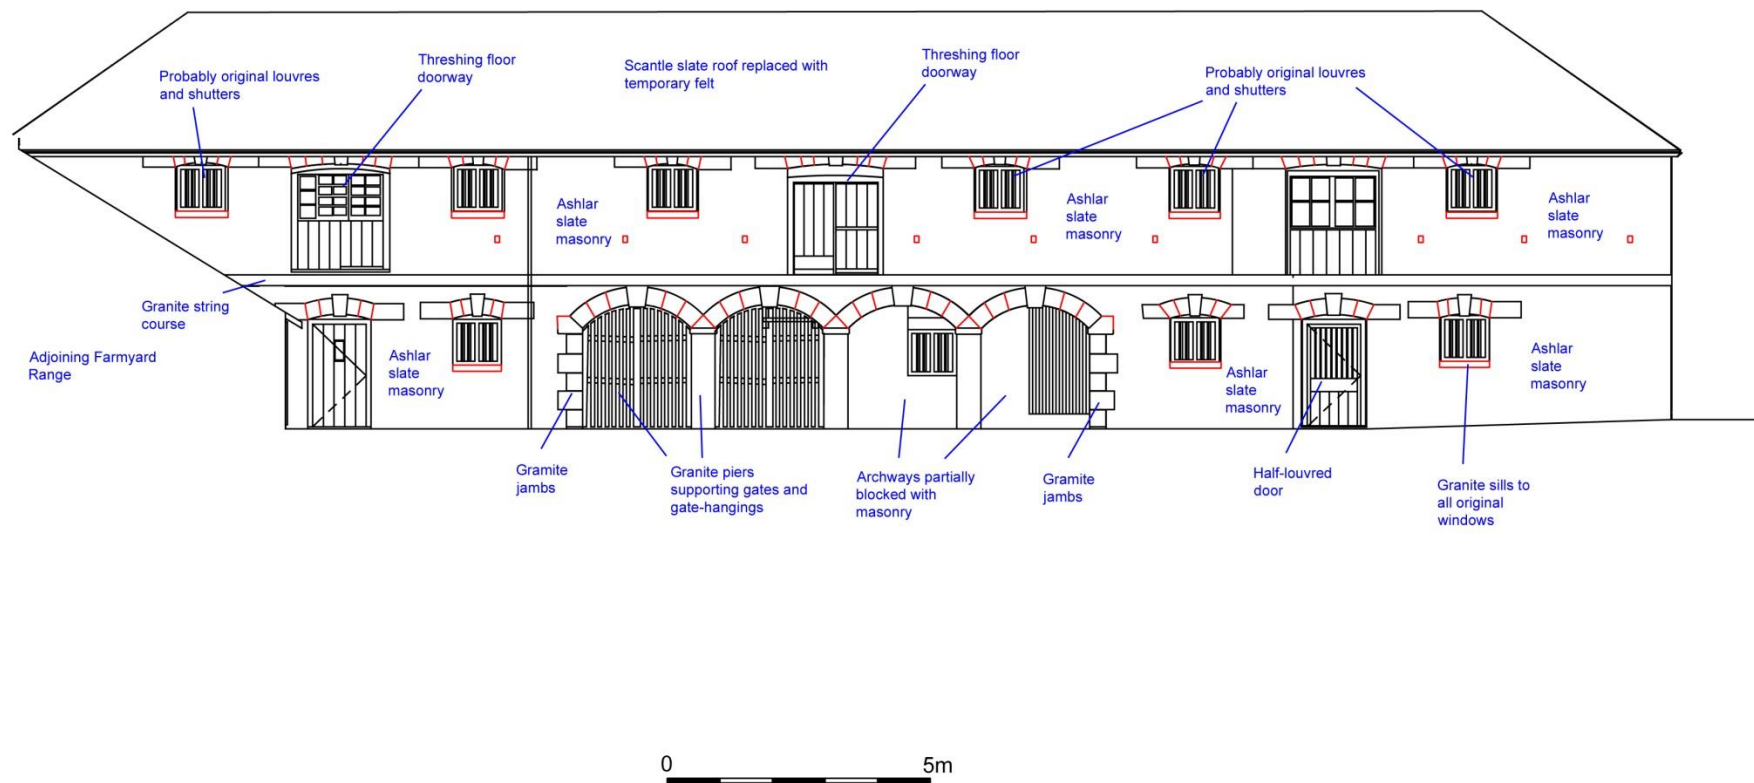 Probably original louvres
and shutters
Threshing floor
doorway
Scantle slate roof replaced with
temporary felt
Threshing floor
doorway
Probably original louvres
and shutters
Ashlar
slate
masonry
Ashlar
slate
masonry
Ashlar
slate
masonry
Granite string
course
Adjoining Farmyard
Range
Ashlar
slate
masonry
Ashlar
slate
masonry
Ashlar
slate
masonry
Gramite
jambs
Granite piers
supporting gates and
gate-hangings
Archways partially
blocked with
masonry
Gramite
jambs
Half-louvred
door
Granite sills to
all original
windows
0 5m